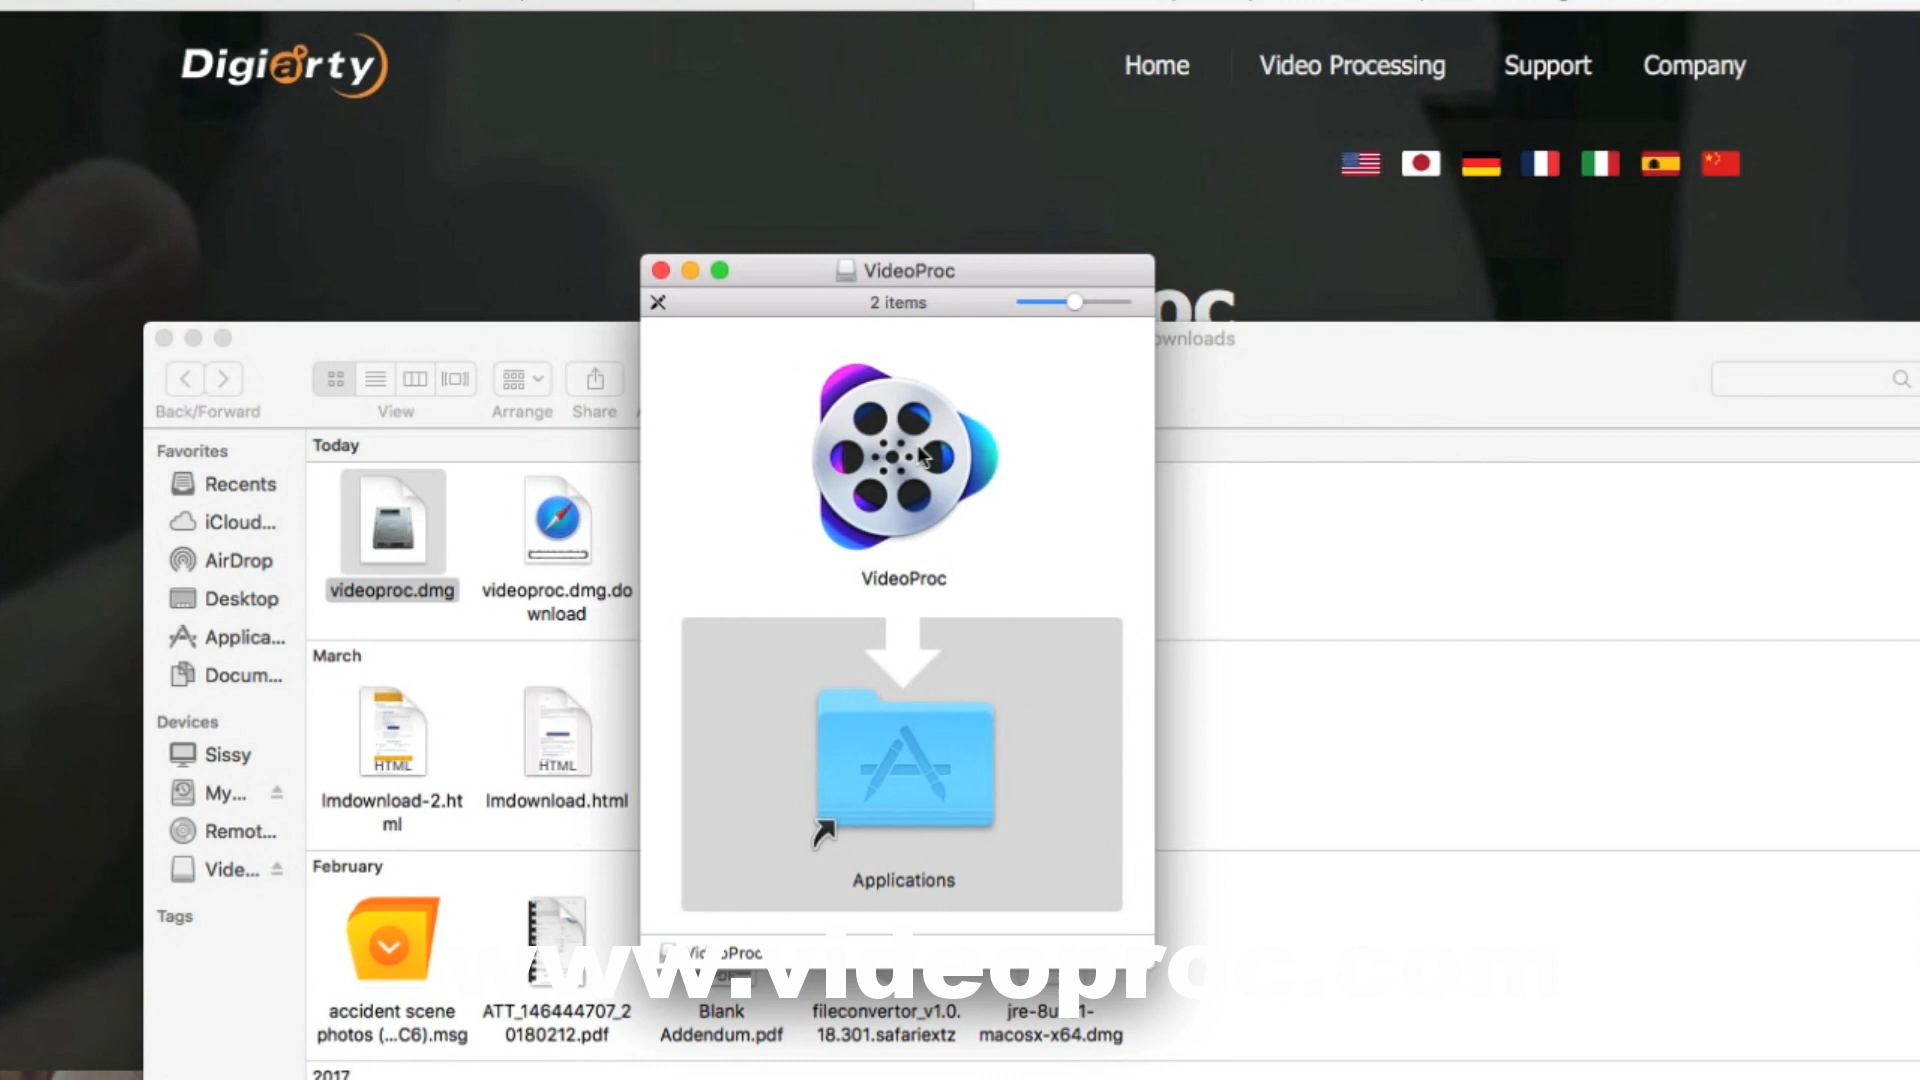 Digiarty
Home
Video Processing
Support
Company
VideoProc
2 items
oc
ownloads
Back/Forward
View
Arrange
Share
Favorites
Recents
iCloud...
AirDrop
Desktop
Applica...
Docum...
Devices
Sissy
My...
Remot...
Vide...
Tags
Today
videoproc.dmg
videoproc.dmg.do
wnload
March
HTML
HTML
lmdownload-2.ht
ml
lmdownload.html
February
accident scene
photos (...C6).msg
ATT_146444707_2
0180212.pdf
Blank
Addendum.pdf
fileconvertor_v1.0.
18.301.safariextz
macosx-x64.dmg
2017
VideoProc
Applications
VideoProc
www.videoproc.com